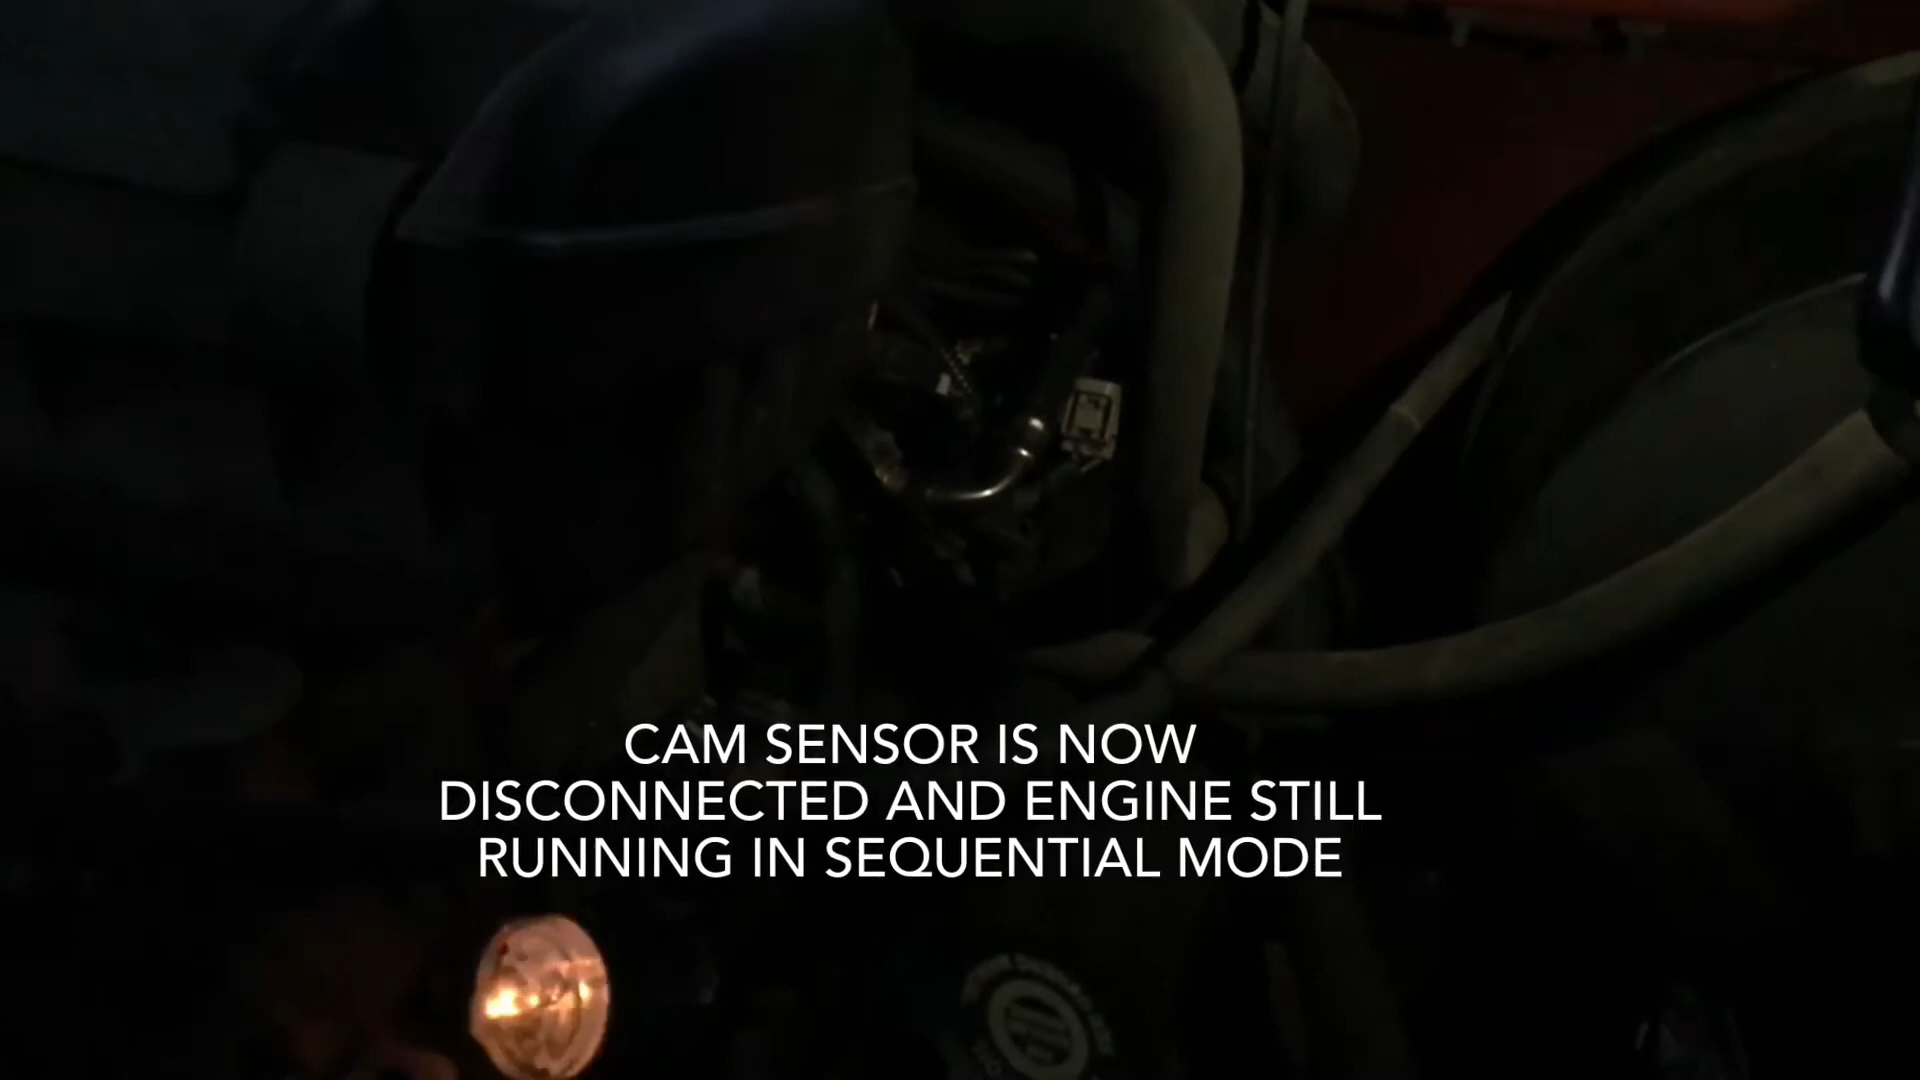 CAM SENSOR IS NOW
DISCONNECTED AND ENGINE STILL
RUNNING IN SEQUENTIAL MODE